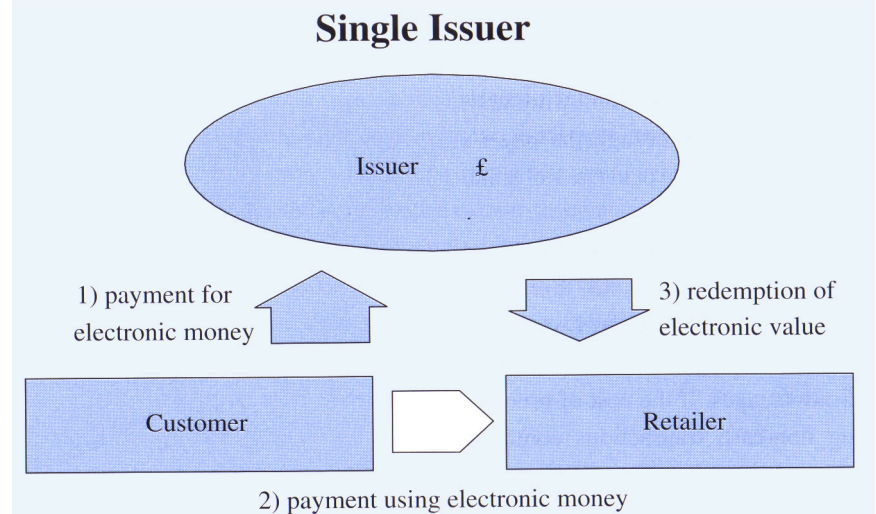 Single Issuer
Issuer £
1) payment for
electronic money
3) redemption of
electronic value
Customer
Retailer
2) payment using electronic money